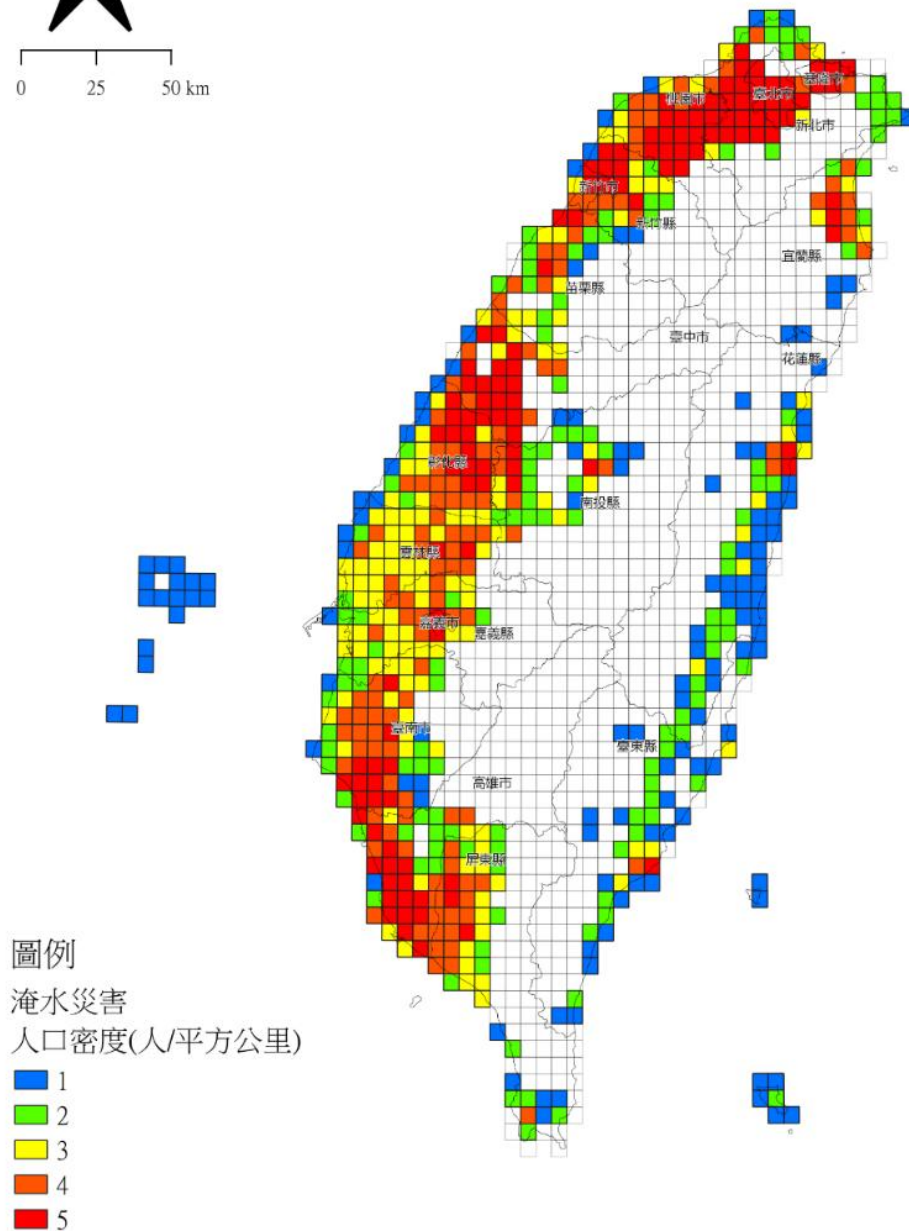 0 25 50 km
基隆市
臺北市
桃園市
新北市
新竹市
新竹縣
宜蘭縣
苗栗縣
臺中市
花蓮縣
彰化縣
南投縣
雲林縣
嘉義市
嘉義縣
臺南市
臺東縣
高雄市
屏東縣
圖例
淹水災害
人口密度(人/平方公里)
1
2
3
4
5